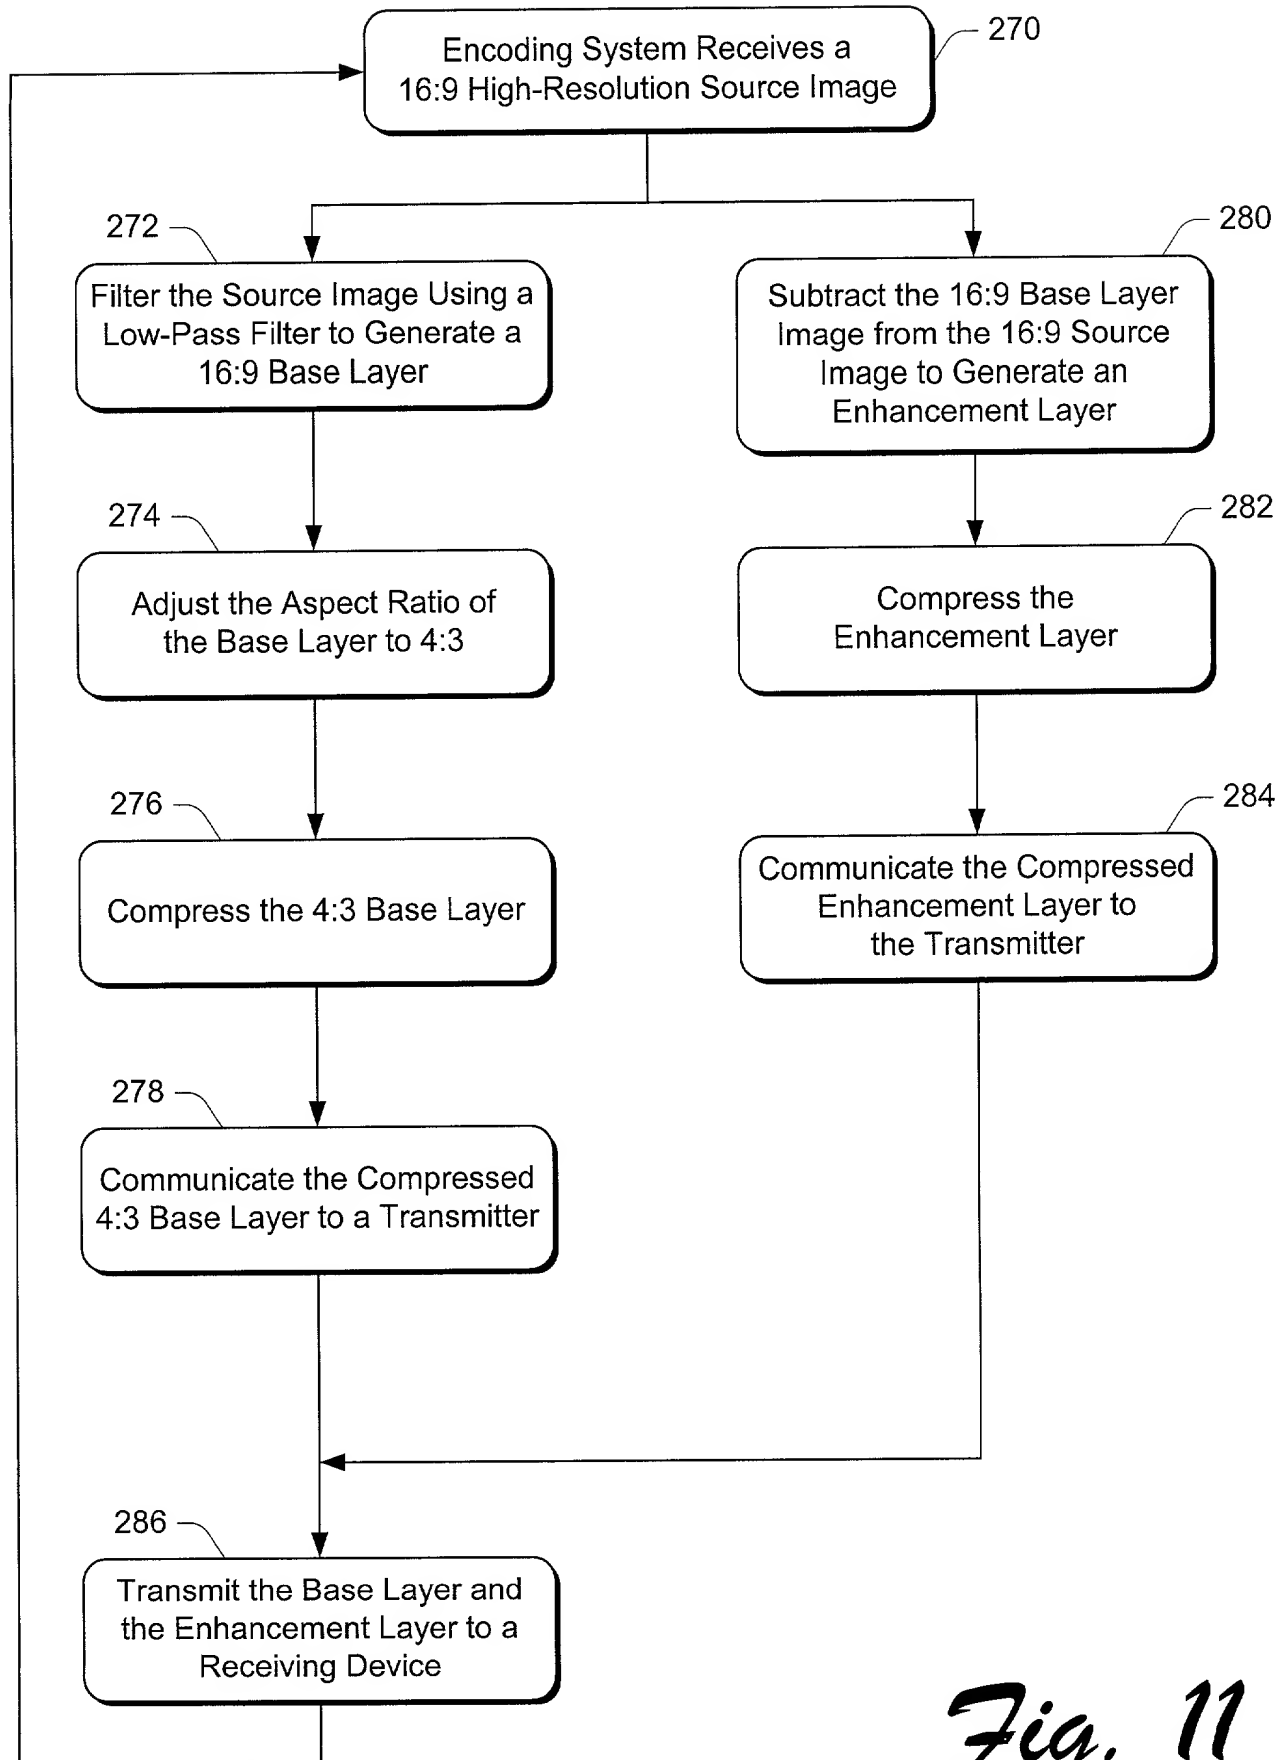 270
Encoding System Receives a
16:9 High-Resolution Source Image
272
Filter the Source Image Using a
Low-Pass Filter to Generate a
16:9 Base Layer
274
Adjust the Aspect Ratio of
the Base Layer to 4:3
276
Compress the 4:3 Base Layer
278
Communicate the Compressed
4:3 Base Layer to a Transmitter
280
Subtract the 16:9 Base Layer
Image from the 16:9 Source
Image to Generate an
Enhancement Layer
282
Compress the
Enhancement Layer
284
Communicate the Compressed
Enhancement Layer to
the Transmitter
286
Transmit the Base Layer and
the Enhancement Layer to a
Receiving Device
Fig. 11